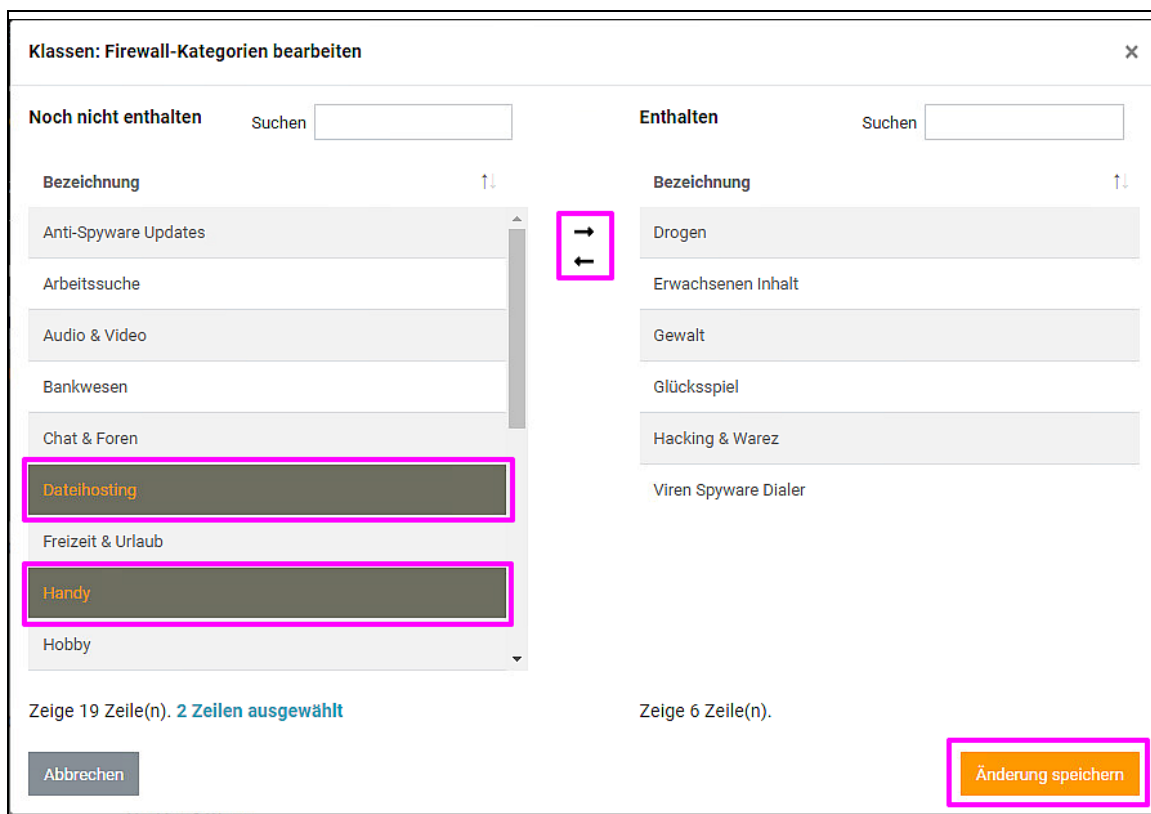 Klassen: Firewall-Kategorien bearbeiten
Noch nicht enthalten
Suchen
Bezeichnung
Anti-Spyware Updates
Arbeitssuche
Audio & Video
Bankwesen
Chat & Foren
Dateihosting
Freizeit & Urlaub
Handy
Hobby
Zeige 19 Zeile(n). 2 Zeilen ausgewählt
Abbrechen
Enthalten
Suchen
Bezeichnung
Drogen
Erwachsenen Inhalt
Gewalt
Glücksspiel
Hacking & Warez
Viren Spyware Dialer
Zeige 6 Zeile(n).
Änderung speichern